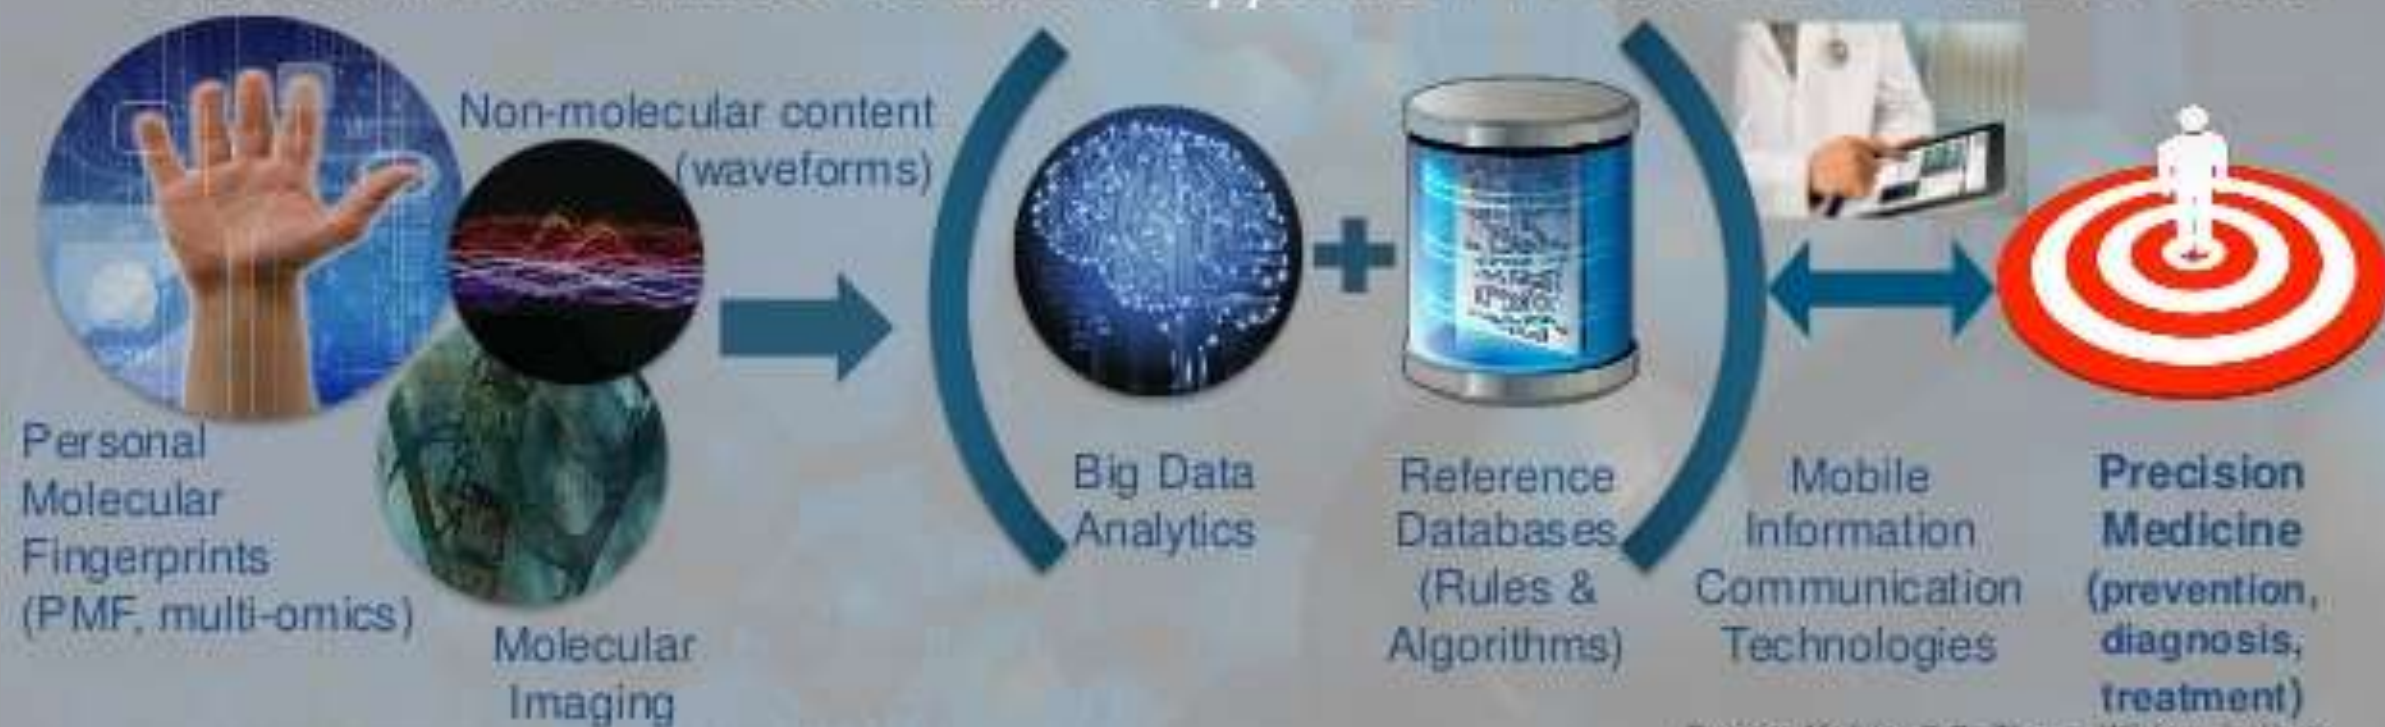 Non-molecular content
(waveforms)
Personal
Molecular
Fingerprints
(PMF, multi-omics)
Molecular
Imaging
Big Data
Analytics
Reference
Databases
(Rules &
Algorithms)
Mobile
Information
Communication
Technologies
Precision
Medicine
(prevention,
diagnosis,
treatment)